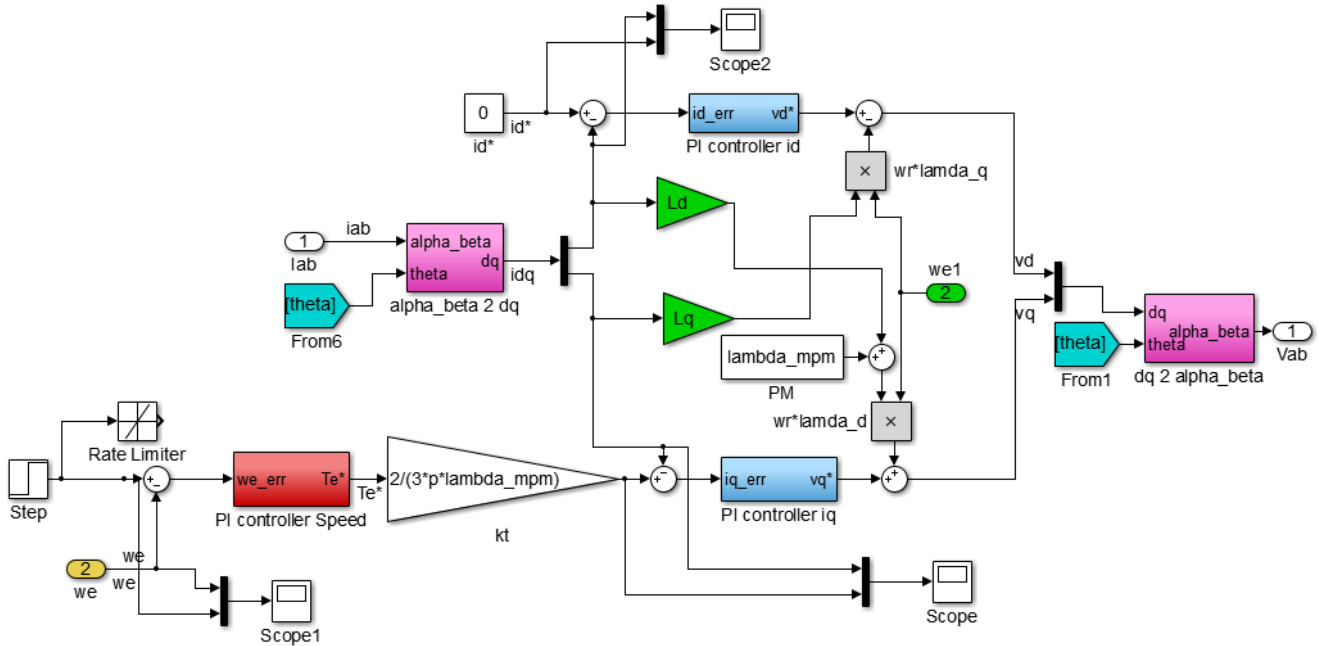 Scope2
0
id*
id*
id_err
vd*
PI controller id
×
wr*lamda_q
Ld
1
Iab
iab
alpha_beta
dq
theta
alpha_beta 2 dq
idq
[theta]
From6
Lq
we1
2
vd
vq
lambda_mpm
PM
wr*lamda_d
×
[theta]
From1
dq
alpha_beta
theta
dq 2 alpha_beta
1
Vab
Rate Limiter
Step
we_err
Te*
PI controller Speed
Te*
2/(3*p*lambda_mpm)
kt
iq_err
vq*
PI controller iq
2
we
we
we
Scope1
Scope